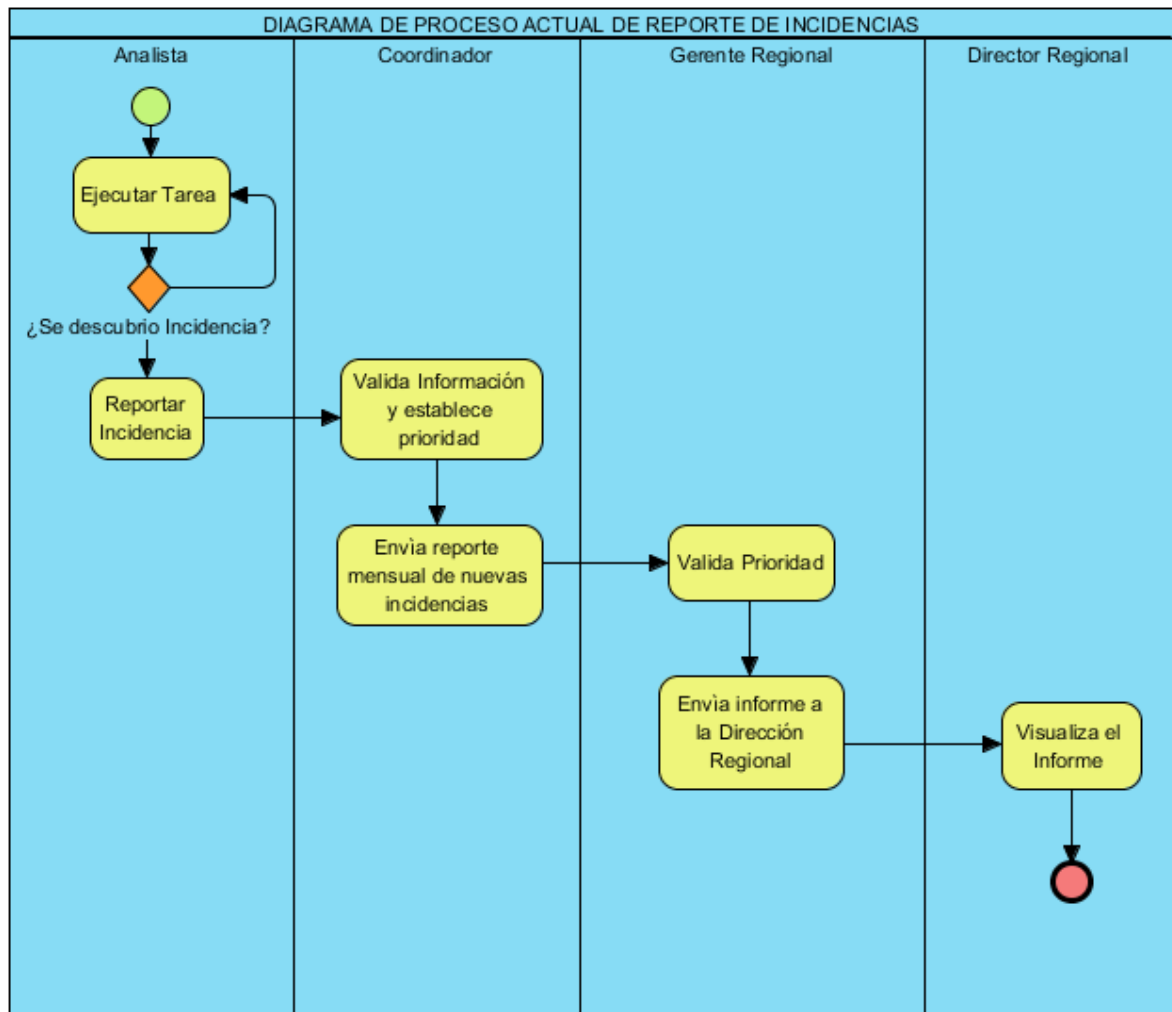 DIAGRAMA DE PROCESO ACTUAL DE REPORTE DE INCIDENCIAS
Analista
Coordinador
Gerente Regional
Director Regional
Ejecutar Tarea
¿Se descubrio Incidencia?
Reportar
Incidencia
Valida Información
y establece
prioridad
Envìa reporte
mensual de nuevas
incidencias
Valida Prioridad
Envìa informe a
la Dirección
Regional
Visualiza el
Informe